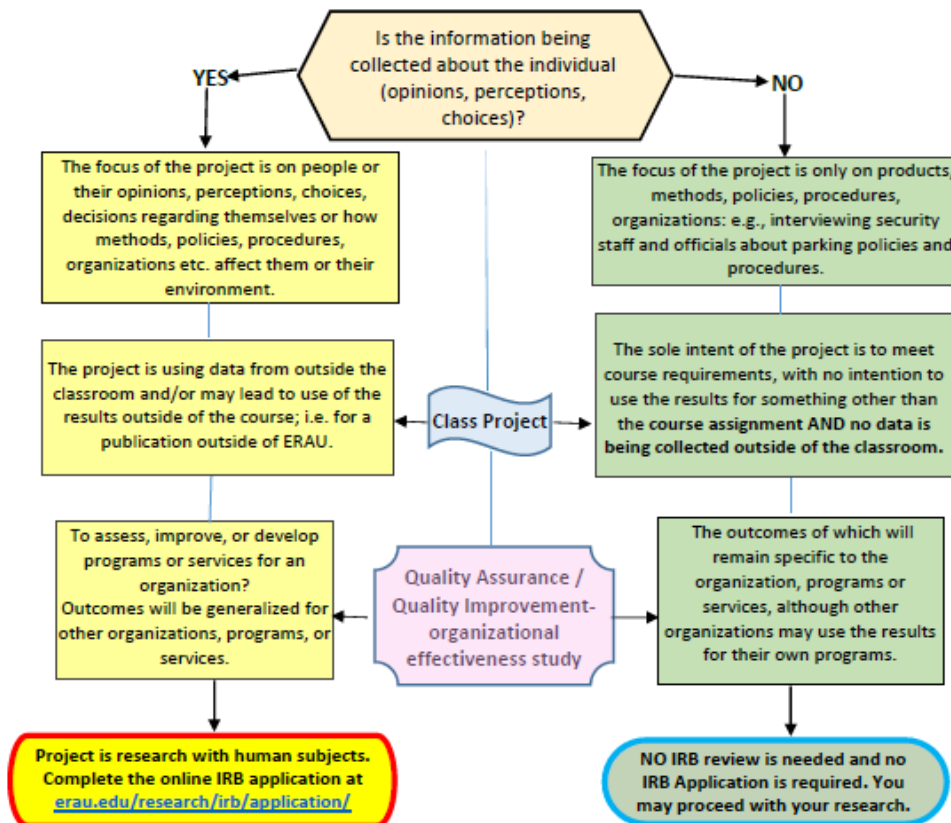 Is the information being
collected about the individual
(opinions, perceptions,
choices)?
YES
NO
The focus of the project is on people or
their opinions, perceptions, choices,
decisions regarding themselves or how
methods, policies, procedures,
organizations etc. affect them or their
environment.
The focus of the project is only on products,
methods, policies, procedures,
organizations: e.g., interviewing security
staff and officials about parking policies and
procedures.
The project is using data from outside the
classroom and/or may lead to use of the
results outside of the course; i.e. for a
publication outside of ERAU.
Class Project
The sole intent of the project is to meet
course requirements, with no intention to
use the results for something other than
the course assignment AND no data is
being collected outside of the classroom.
To assess, improve, or develop
programs or services for an
organization?
Outcomes will be generalized for
other organizations, programs, or
services.
Quality Assurance /
Quality Improvement-
organizational
effectiveness study
The outcomes of which will
remain specific to the
organization, programs or
services, although other
organizations may use the results
for their own programs.
Project is research with human subjects.
Complete the online IRB application at
erau.edu/research/irb/application/
NO IRB review is needed and no
IRB Application is required. You
may proceed with your research.